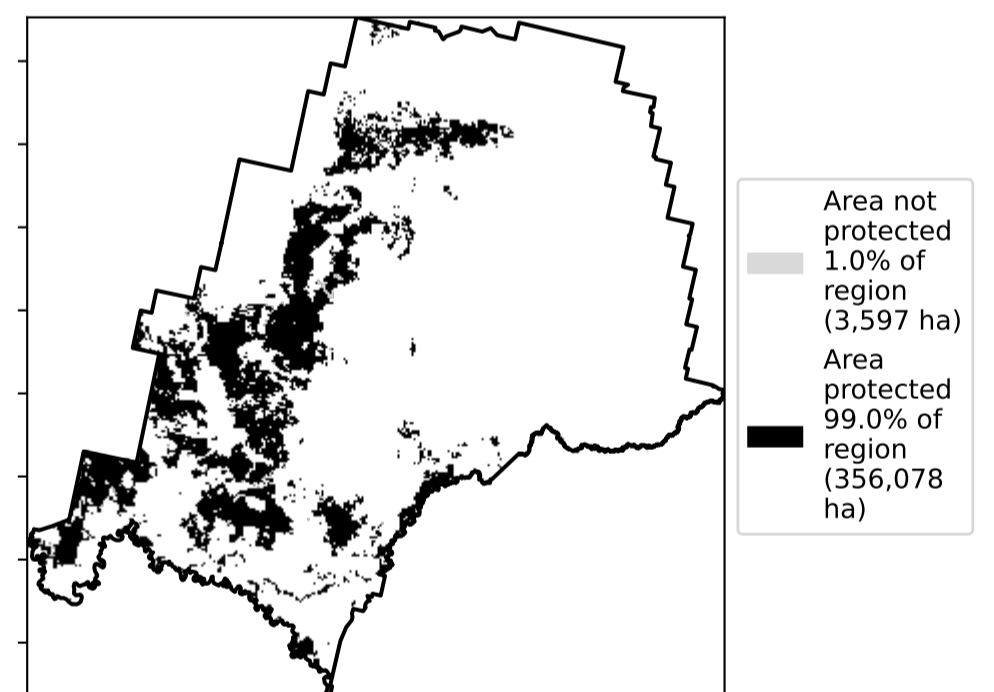 Area not
protected
1.0% of
region
(3,597 ha)
Area
protected
99.0% of
region
(356,078
ha)